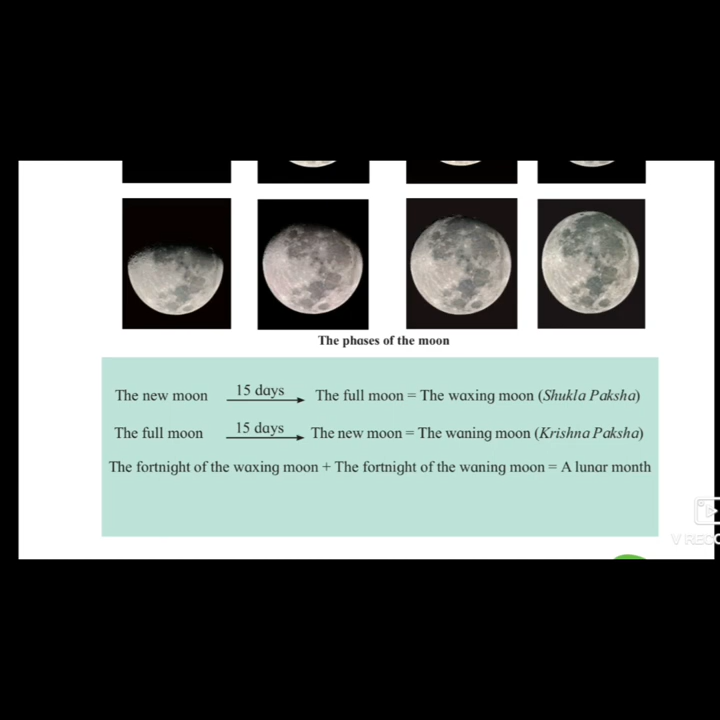 The phases of the moon
The new moon 15 days The full moon = The waxing moon (Shukla Paksha)
The full moon 15 days The new moon = The waning moon (Krishna Paksha)
The fortnight of the waxing moon + The fortnight of the waning moon = A lunar month
V RECO